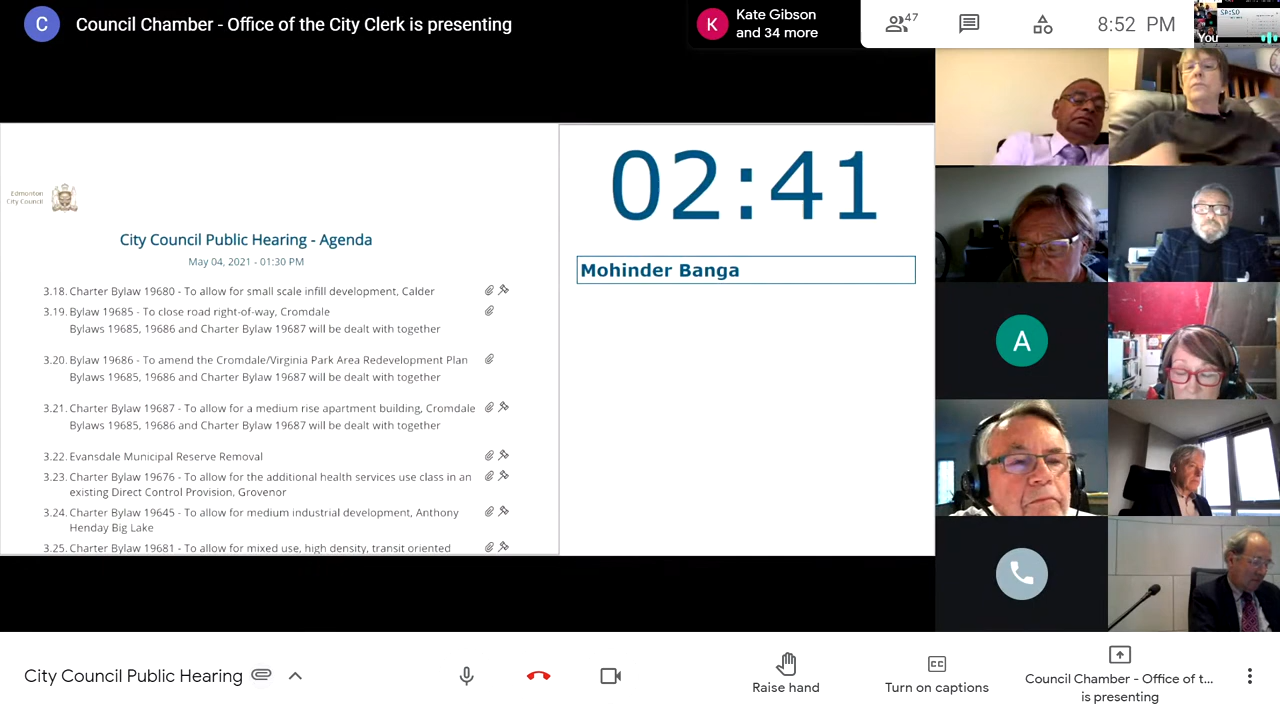 C
Council Chamber - Office of the City Clerk is presenting
K
Kate Gibson
and 34 more
47
8:52 PM
You
Edmonton
City Council
City Council Public Hearing - Agenda
May 04, 2021 - 01:30 PM
3.18. Charter Bylaw 19680 - To allow for small scale infill development, Calder
3.19. Bylaw 19685 - To close road right-of-way, Cromdale
Bylaws 19685, 19686 and Charter Bylaw 19687 will be dealt with together
3.20. Bylaw 19686 - To amend the Cromdale/Virginia Park Area Redevelopment Plan
Bylaws 19685, 19686 and Charter Bylaw 19687 will be dealt with together
3.21. Charter Bylaw 19687 - To allow for a medium rise apartment building, Cromdale
Bylaws 19685, 19686 and Charter Bylaw 19687 will be dealt with together
3.22. Evansdale Municipal Reserve Removal
3.23. Charter Bylaw 19676 - To allow for the additional health services use class in an
existing Direct Control Provision, Grovenor
3.24. Charter Bylaw 19645 - To allow for medium industrial development, Anthony
Henday Big Lake
3.25. Charter Bylaw 19681 - To allow for mixed use, high density, transit oriented
02:41
Mohinder Banga
A
City Council Public Hearing
Raise hand
CC
Turn on captions
Council Chamber - Office of t...
is presenting